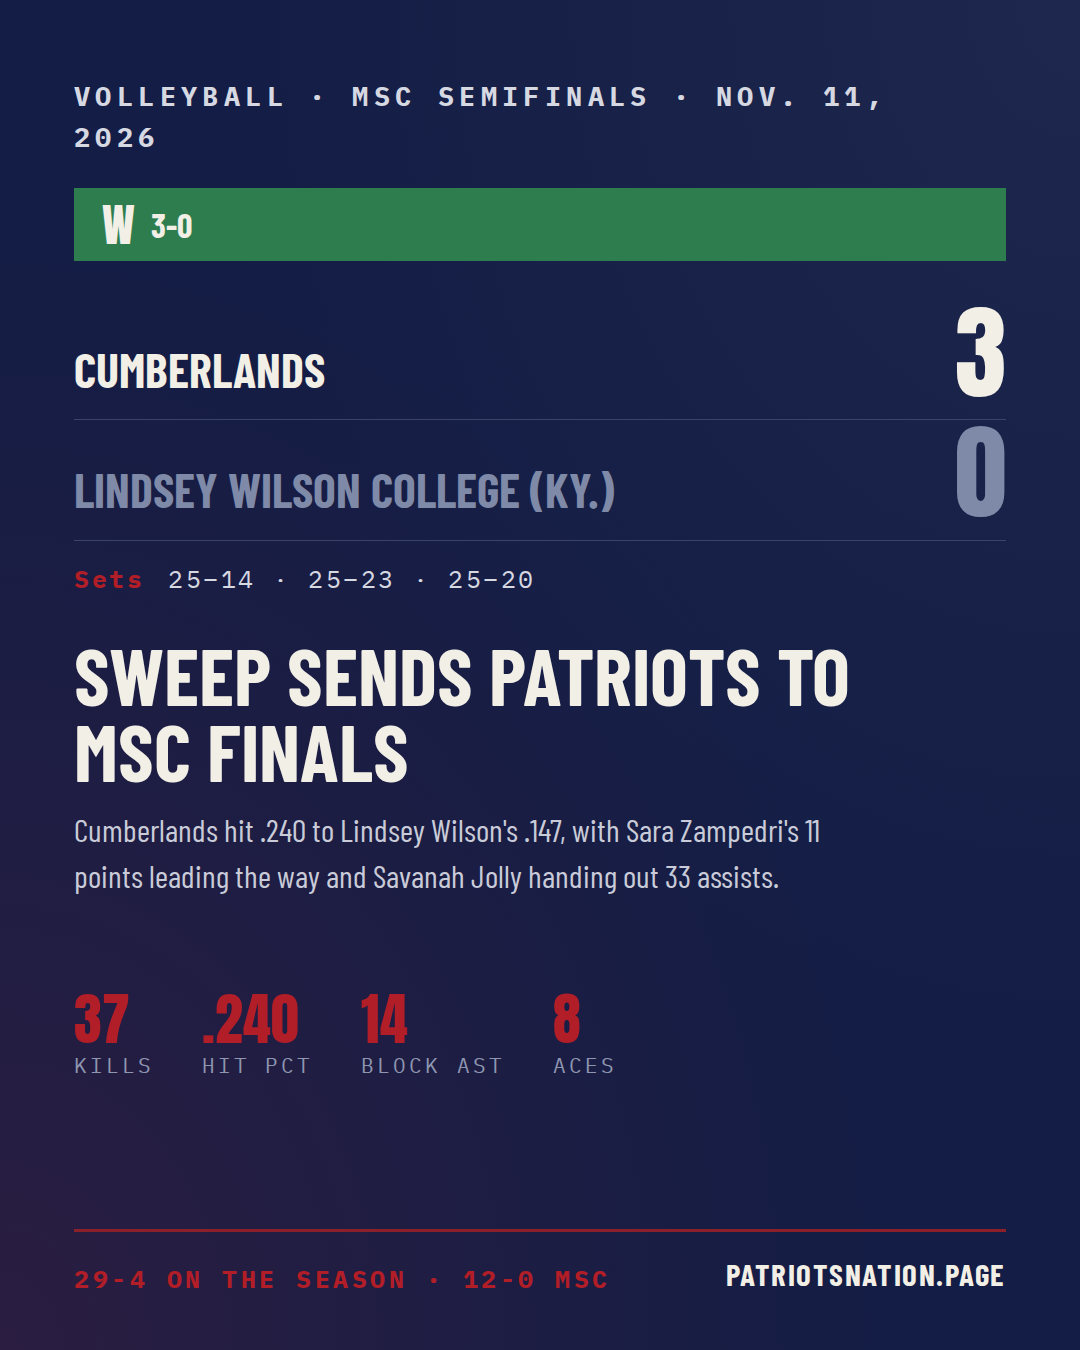 VOLLEYBALL · MSC SEMIFINALS · NOV. 11,
2026
W 3-0
CUMBERLANDS 3
LINDSEY WILSON COLLEGE (KY.) 0
Sets 25–14 · 25–23 · 25–20
SWEEP SENDS PATRIOTS TO
MSC FINALS
Cumberlands hit .240 to Lindsey Wilson's .147, with Sara Zampedri's 11
points leading the way and Savanah Jolly handing out 33 assists.
37 .240 14 8
KILLS HIT PCT BLOCK AST ACES
29-4 ON THE SEASON · 12-0 MSC PATRIOTSNATION.PAGE